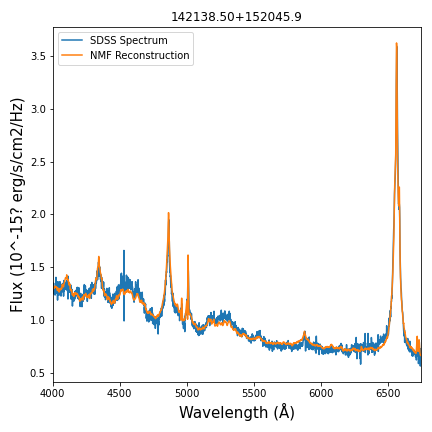 142138.50+152045.9
SDSS Spectrum
NMF Reconstruction
3.5
3.0
2.5
2.0
1.5
1.0
0.5
Flux (10^-15? erg/s/cm2/Hz)
4000 4500 5000 5500 6000 6500
Wavelength (Å)